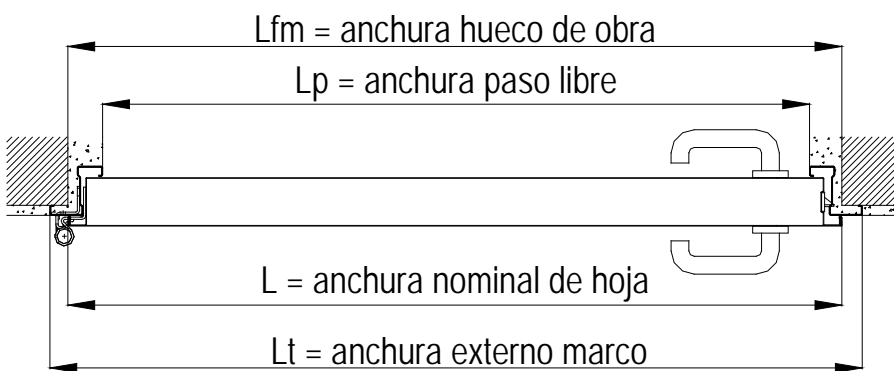 Lfm = anchura hueco de obra
Lp = anchura paso libre
L = anchura nominal de hoja
Lt = anchura externo marco